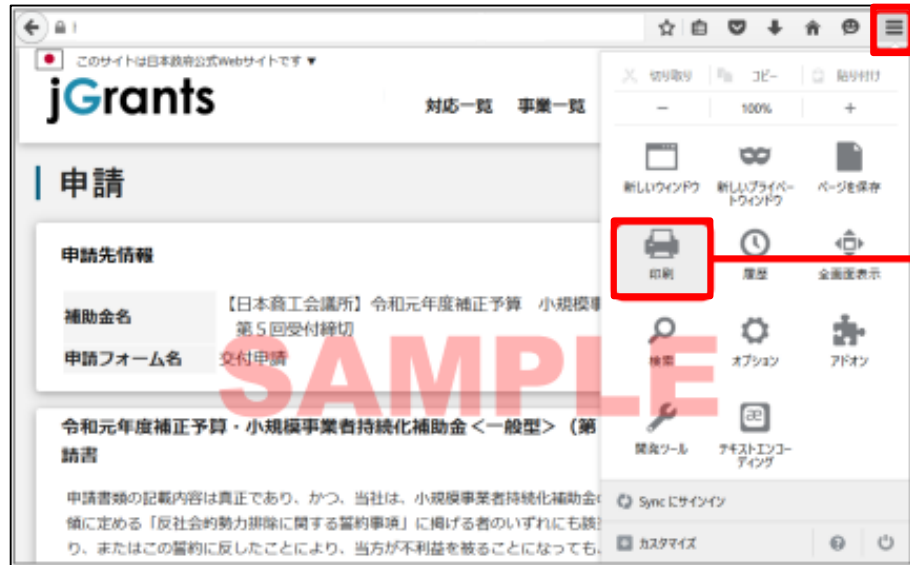 このサイトは日本政府公式Webサイトです ▼
jGrants
対応一覧 事業一覧
申請
申請先情報
補助金名
【日本商工会議所】令和元年度補正予算 小規模事
第5回受付締切
申請フォーム名
交付申請
SAMPLE
令和元年度補正予算・小規模事業者持続化補助金<一般型>(第
請書
申請書類の記載内容は真正であり、かつ、当社は、小規模事業者持続化補助金
領に定める「反社会的勢力排除に関する誓約事項」に掲げる者のいずれにも該
り、またはこの誓約に反したことにより、当方が不利益を被ることになっても、
切り取り コピー 貼り付け
− 100% +
新しいウィンドウ
新しいプライベー
トウィンドウ
ページを保存
印刷
履歴
全画面表示
検索
オプション
アドオン
開発ツール
テキストエンコー
ディング
Sync にサインイン
カスタマイズ